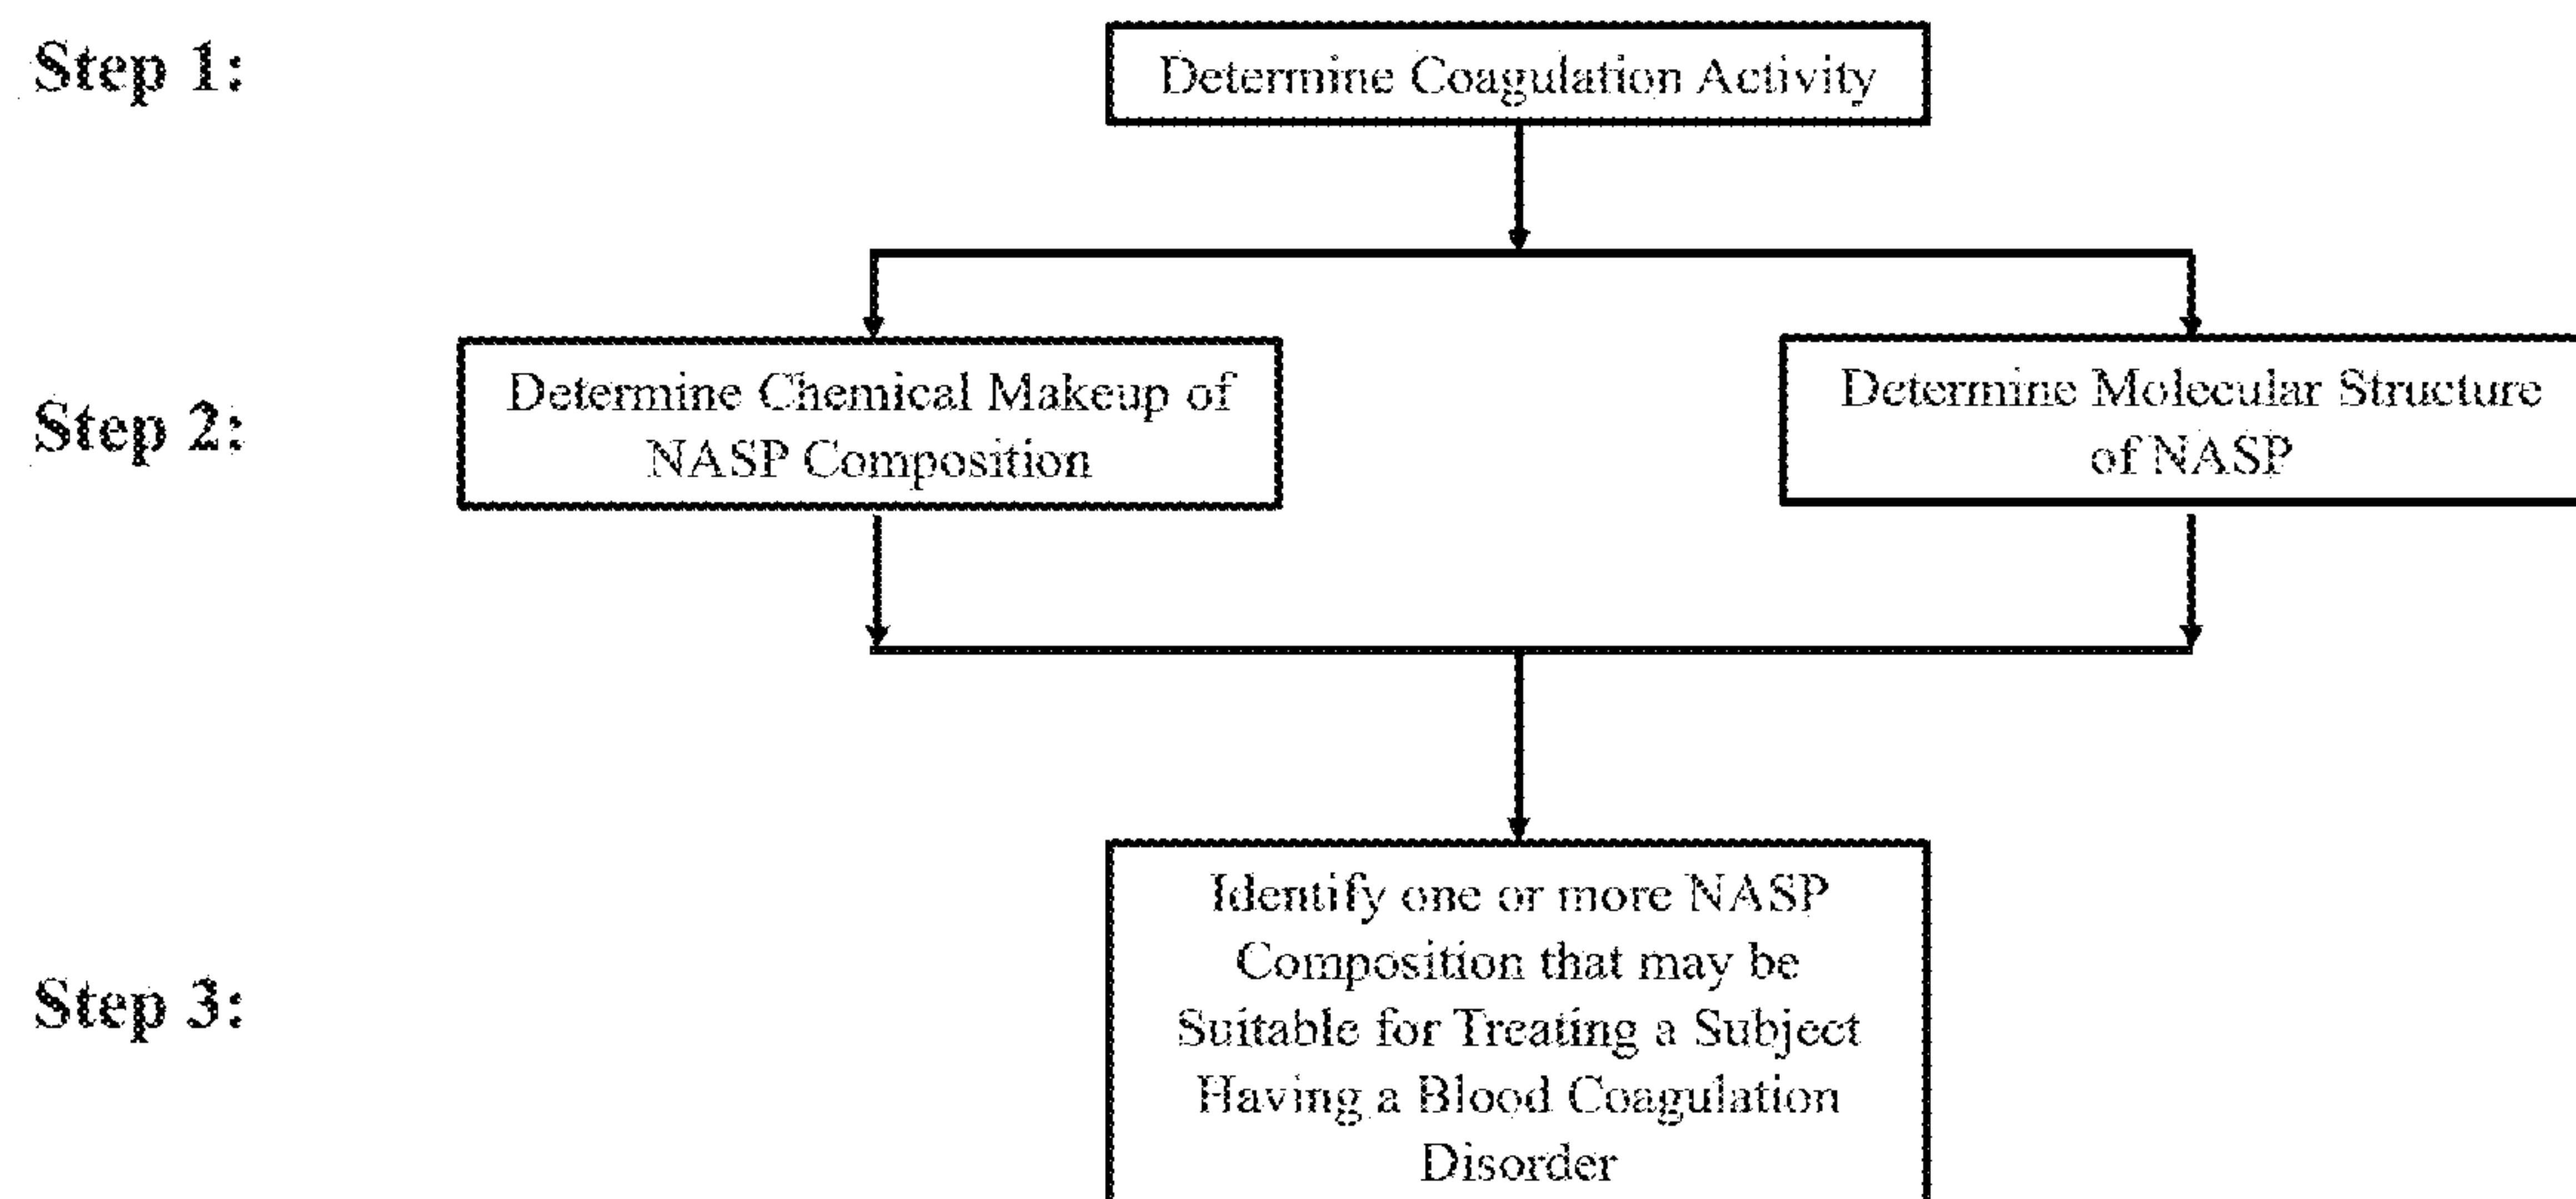 Step 1:
Determine Coagulation Activity
Step 2:
Determine Chemical Makeup of
NASP Composition
Determine Molecular Structure
of NASP
Step 3:
Identify one or more NASP
Composition that may be
Suitable for Treating a Subject
Having a Blood Coagulation
Disorder